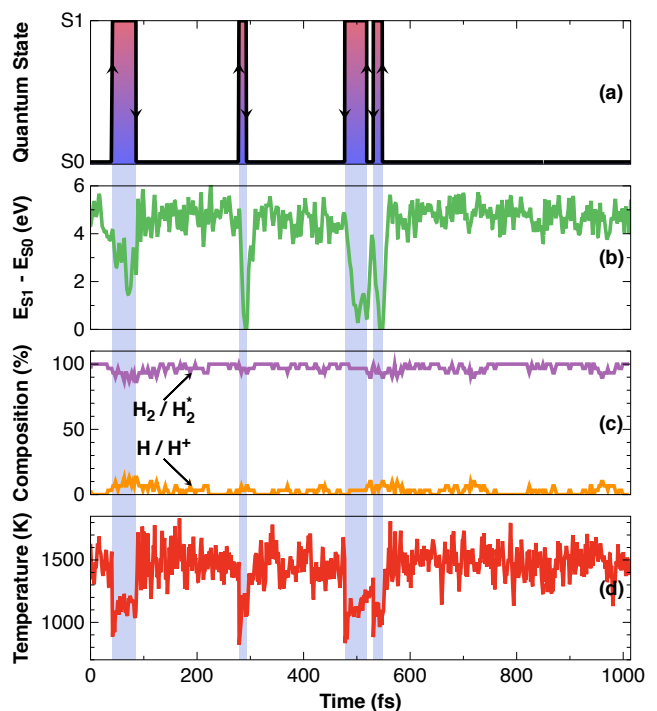 S1
S0
Quantum State
(a)
6
4
2
0
E_S1 - E_S0 (eV)
(b)
100
50
0
Composition (%)
H₂ / H₂*
H / H⁺
(c)
1500
1000
Temperature (K)
(d)
0 200 400 600 800 1000
Time (fs)